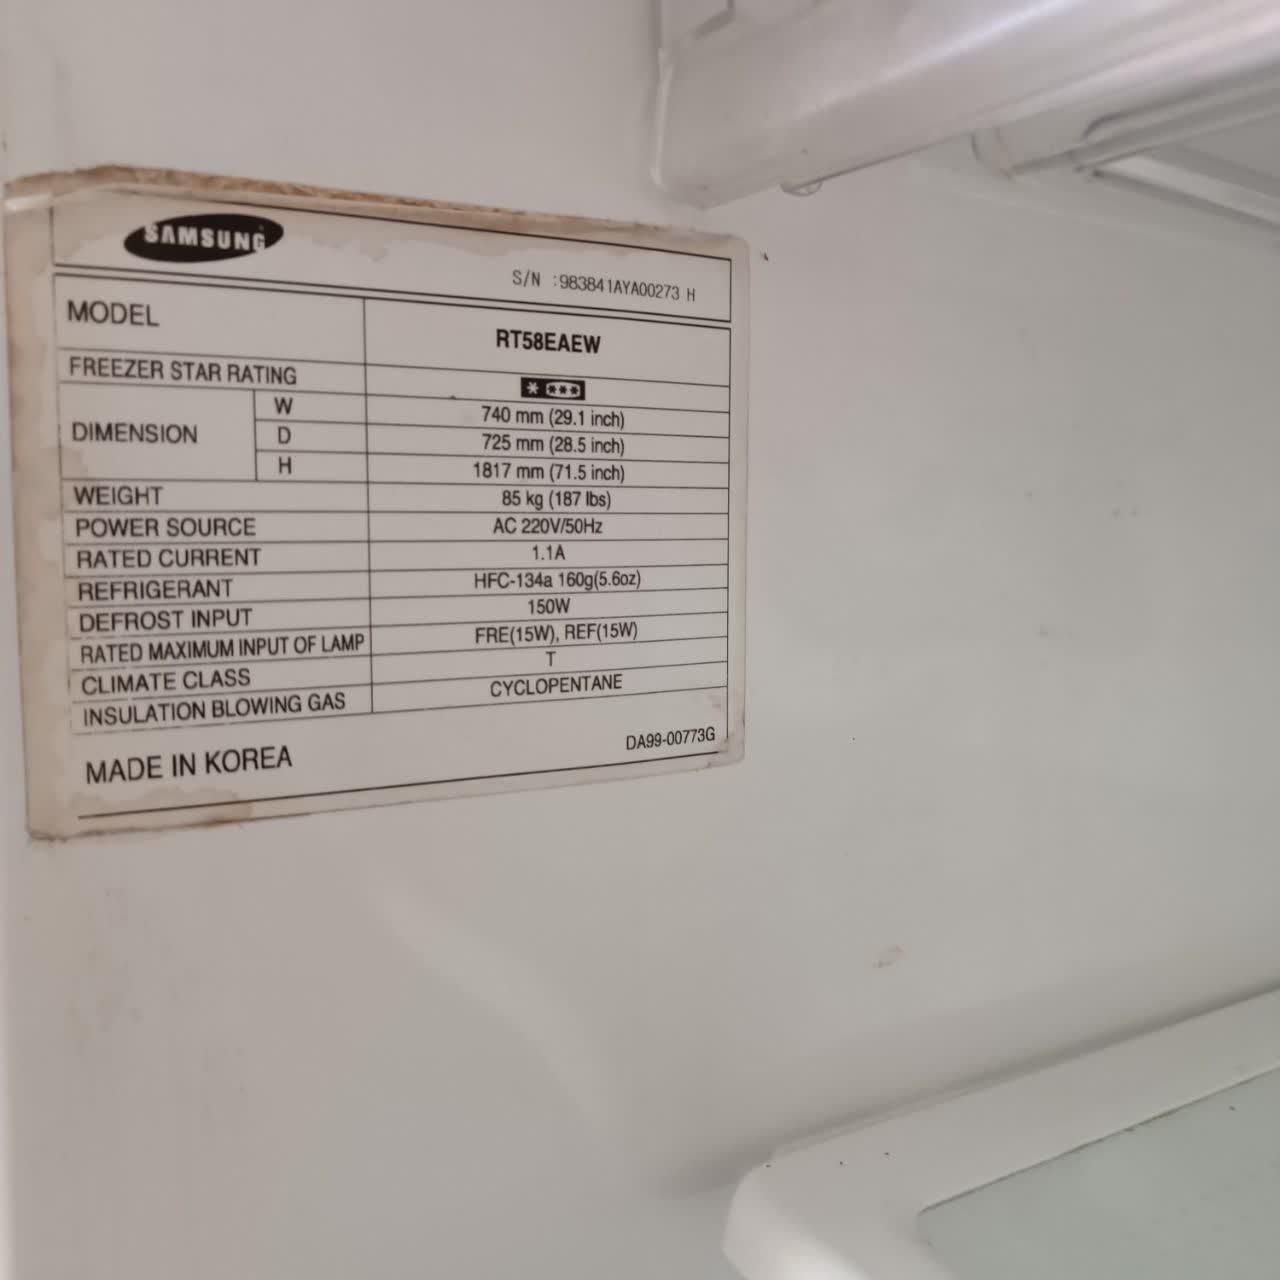 SAMSUNG
S/N :983841AYA00273 H
MODEL RT58EAEW
FREEZER STAR RATING * ***
DIMENSION W 740 mm (29.1 inch)
D 725 mm (28.5 inch)
H 1817 mm (71.5 inch)
WEIGHT 85 kg (187 lbs)
POWER SOURCE AC 220V/50Hz
RATED CURRENT 1.1A
REFRIGERANT HFC-134a 160g(5.6oz)
DEFROST INPUT 150W
RATED MAXIMUM INPUT OF LAMP FRE(15W), REF(15W)
CLIMATE CLASS T
INSULATION BLOWING GAS CYCLOPENTANE
DA99-00773G
MADE IN KOREA